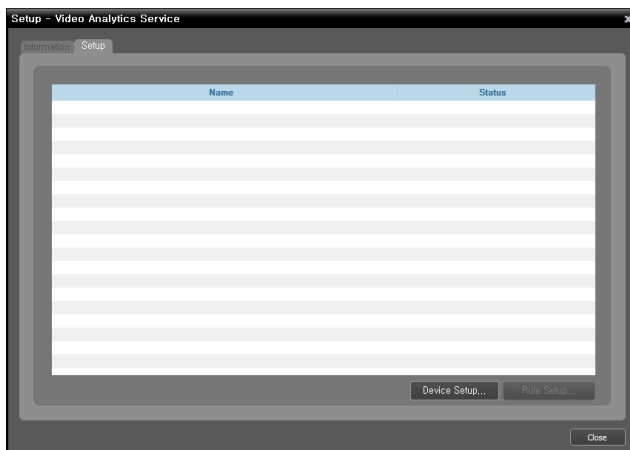 Setup - Video Analytics Service
x
Information Setup
Name Status
Device Setup... Rule Setup...
Close